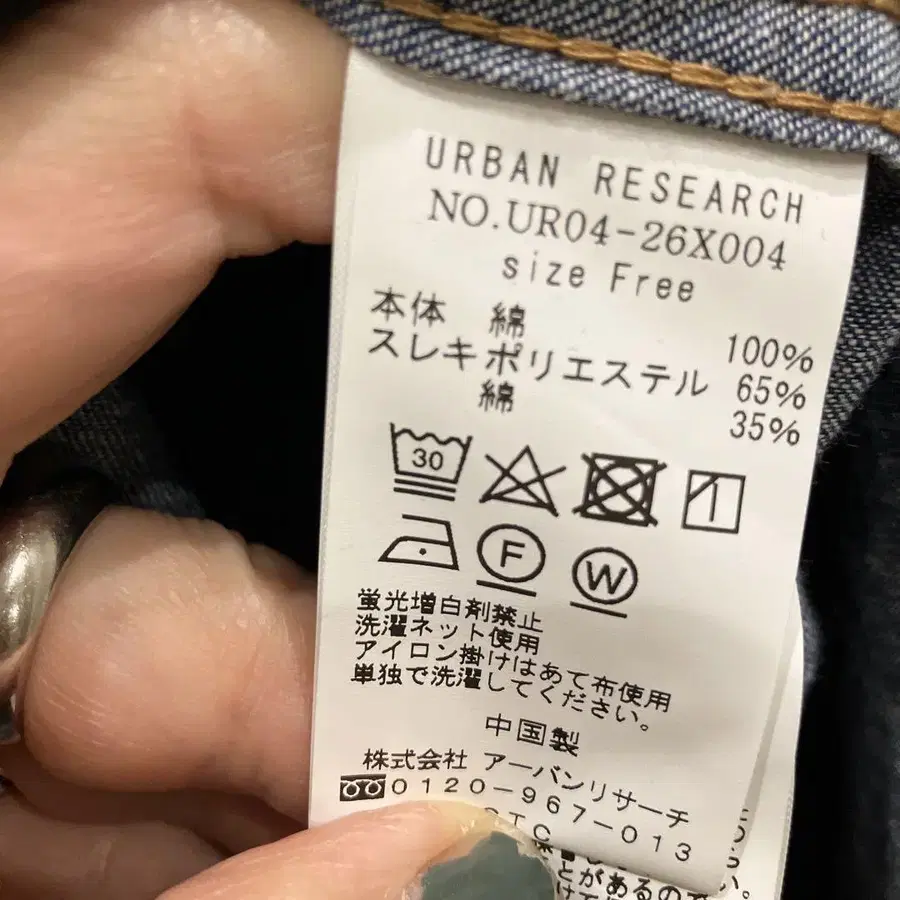 URBAN RESEARCH
NO.UR04-26X004
size Free
本体 綿 100%
スレキポリエステル 65%
綿 35%
30
F W
蛍光増白剤禁止
洗濯ネット使用
アイロン掛けはあて布使用
単独で洗濯してください。
中国製
株式会社 アーバンリサーチ
0120-967-013